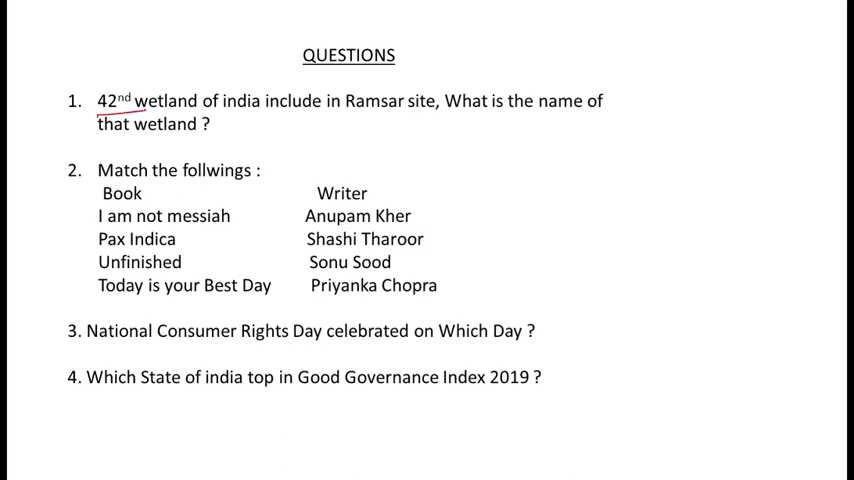 QUESTIONS
1. 42nd wetland of india include in Ramsar site, What is the name of
that wetland ?
2. Match the follwings :
Book Writer
I am not messiah Anupam Kher
Pax Indica Shashi Tharoor
Unfinished Sonu Sood
Today is your Best Day Priyanka Chopra
3. National Consumer Rights Day celebrated on Which Day ?
4. Which State of india top in Good Governance Index 2019 ?